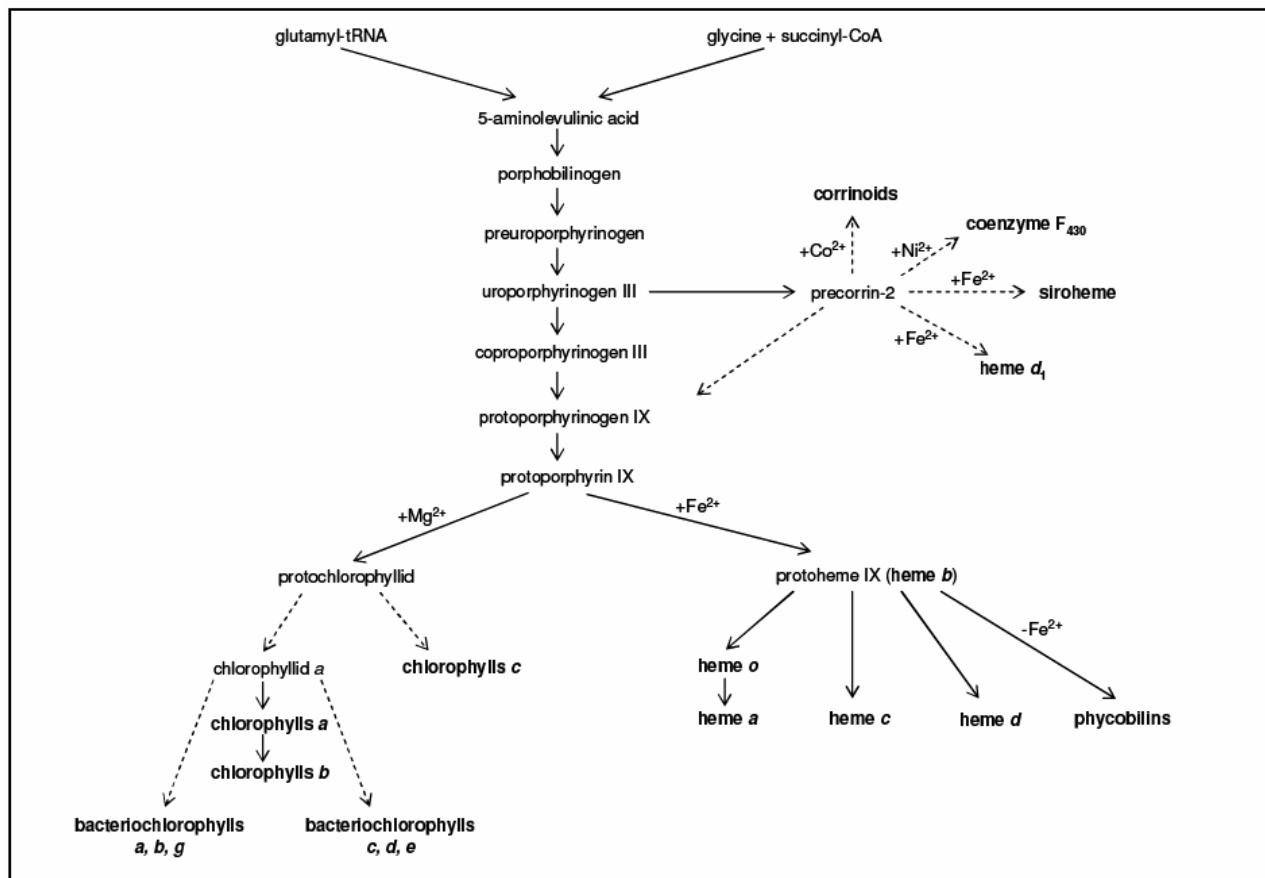 glutamyl-tRNA
glycine + succinyl-CoA
5-aminolevulinic acid
porphobilinogen
preuroporphyrinogen
corrinoids
coenzyme F₄₃₀
+Co²⁺
+Ni²⁺
+Fe²⁺
uroporphyrinogen III
precorrin-2
siroheme
+Fe²⁺
coproporphyrinogen III
heme d₁
protoporphyrinogen IX
protoporphyrin IX
+Mg²⁺
+Fe²⁺
protochlorophyllid
protoheme IX (heme b)
-Fe²⁺
chlorophyllid a
chlorophylls c
heme o
chlorophylls a
heme a
heme c
heme d
phycobilins
chlorophylls b
bacteriochlorophylls
a, b, g
bacteriochlorophylls
c, d, e